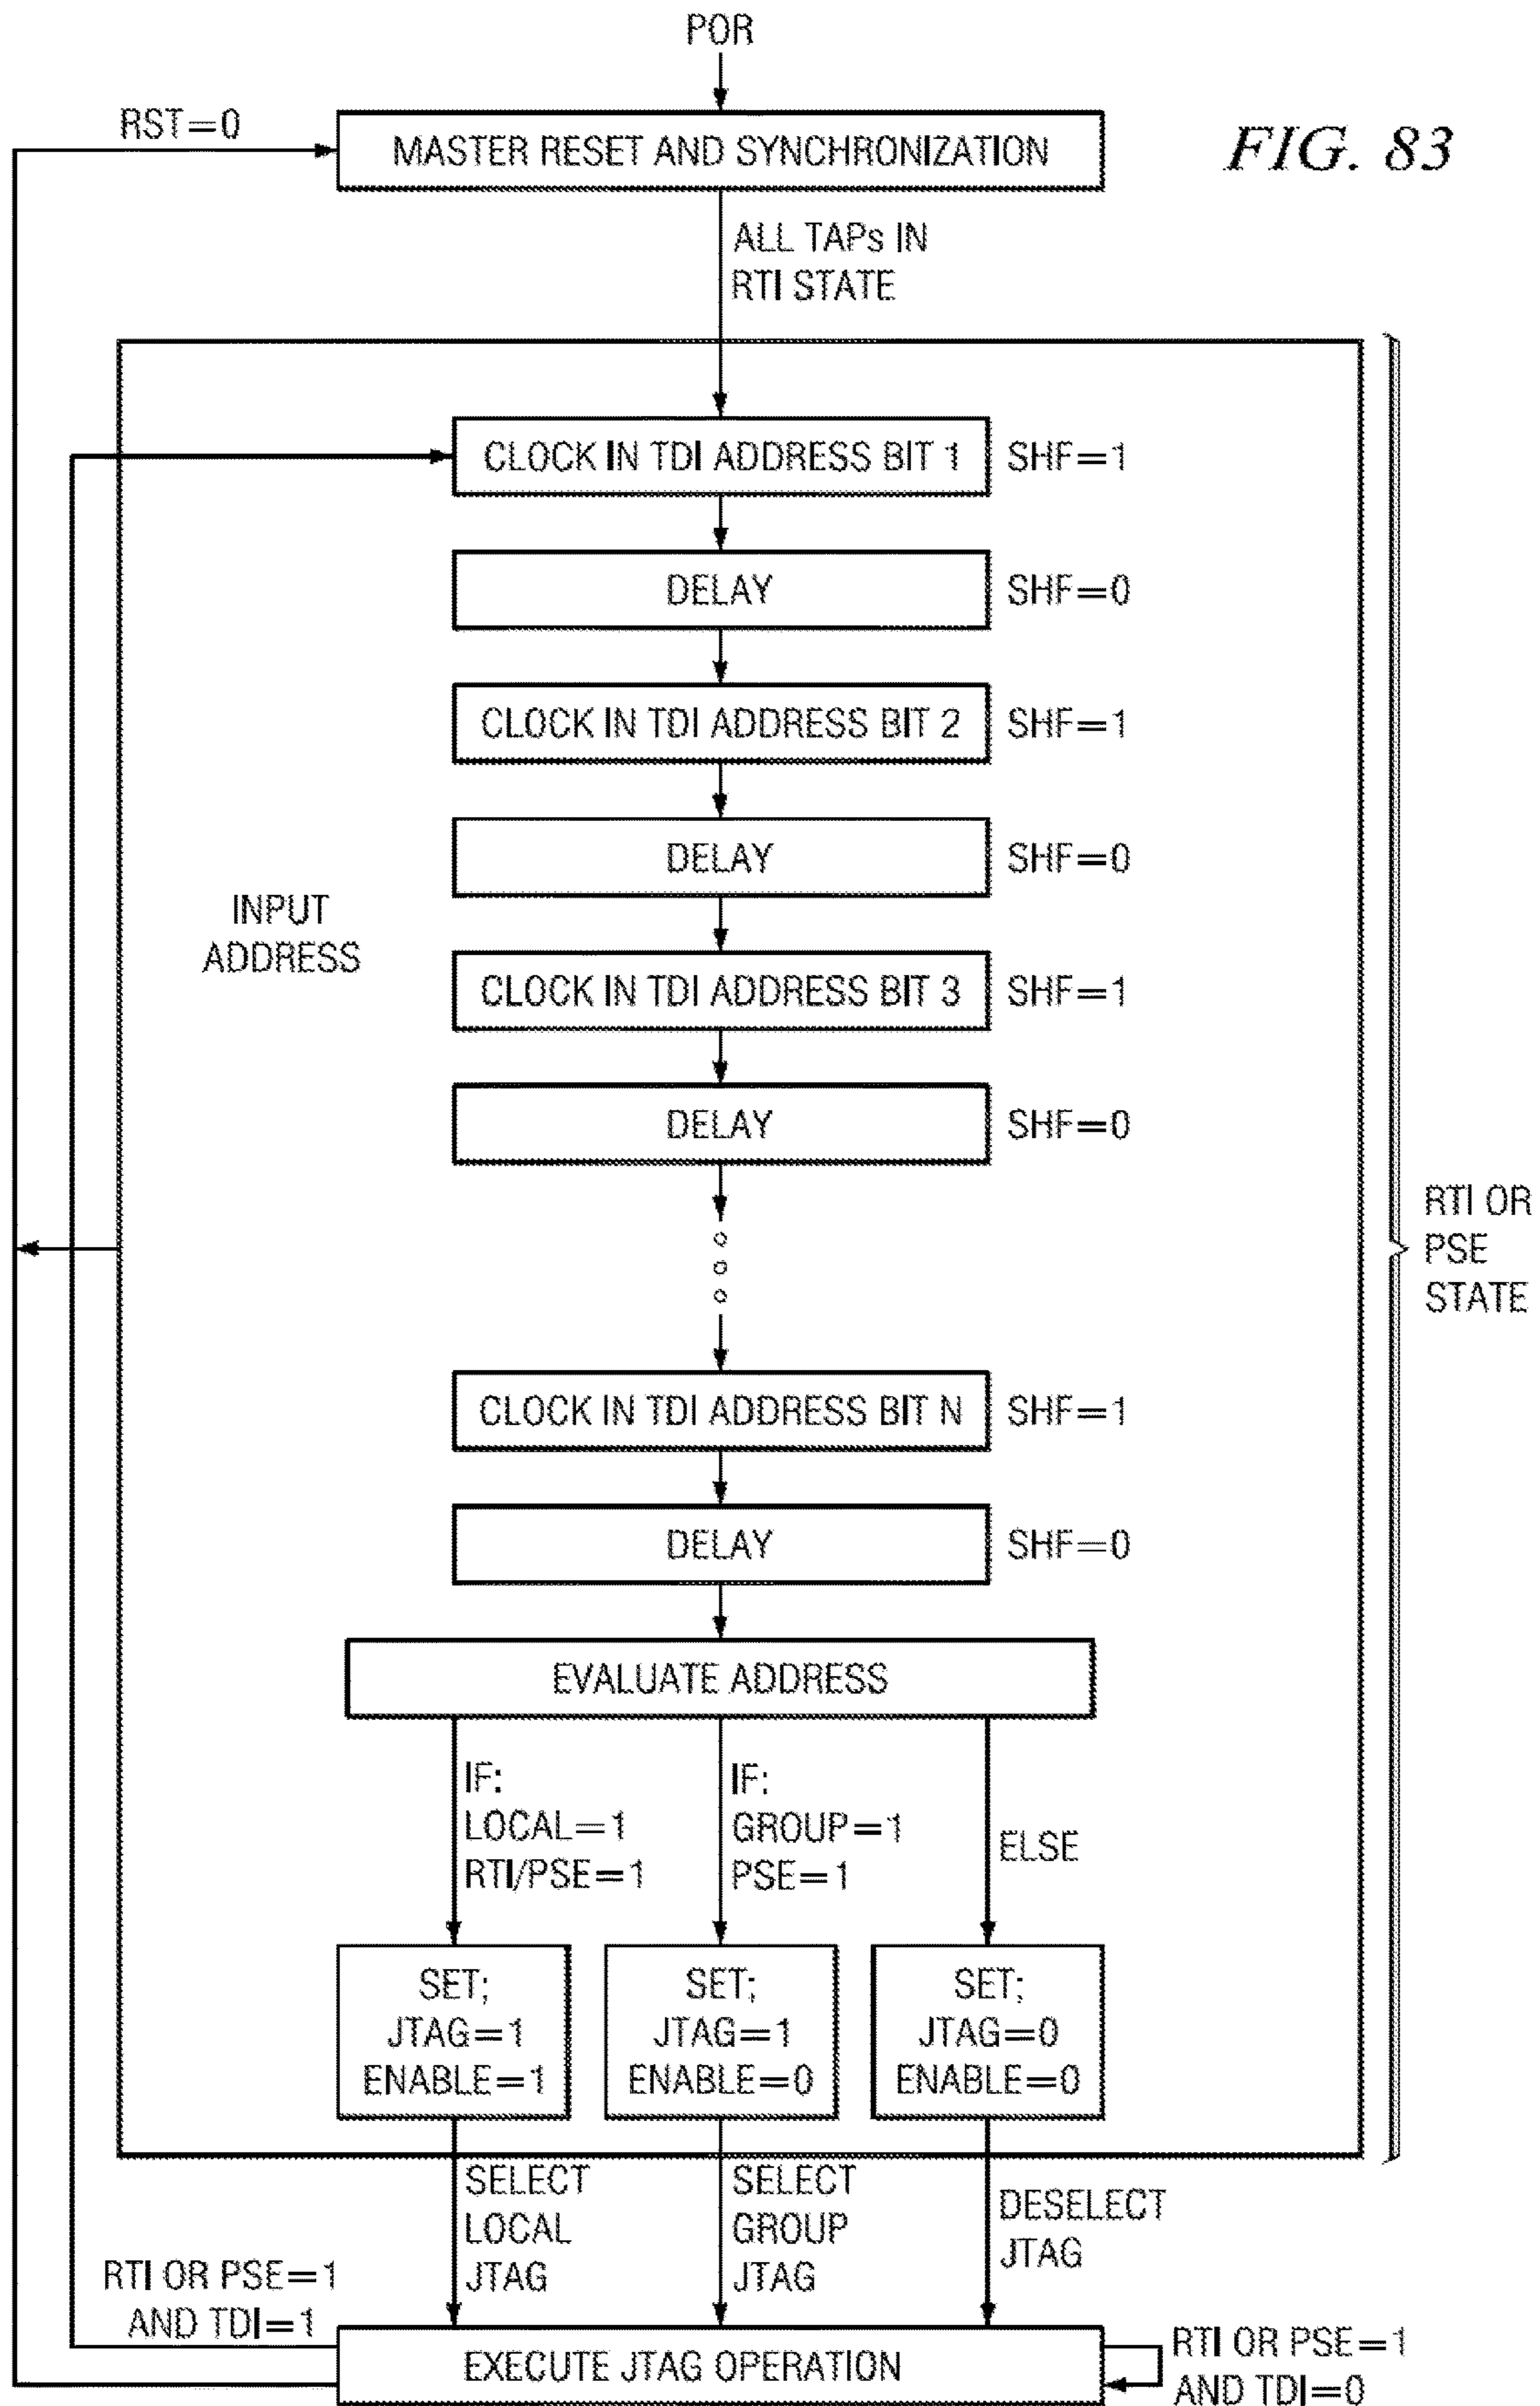 POR
RST=0
MASTER RESET AND SYNCHRONIZATION
FIG. 83
ALL TAPs IN
RTI STATE
CLOCK IN TDI ADDRESS BIT 1
SHF=1
DELAY
SHF=0
CLOCK IN TDI ADDRESS BIT 2
SHF=1
DELAY
SHF=0
INPUT
ADDRESS
CLOCK IN TDI ADDRESS BIT 3
SHF=1
DELAY
SHF=0
RTI OR
PSE
STATE
CLOCK IN TDI ADDRESS BIT N
SHF=1
DELAY
SHF=0
EVALUATE ADDRESS
IF:
LOCAL=1
RTI/PSE=1
IF:
GROUP=1
PSE=1
ELSE
SET;
JTAG=1
ENABLE=1
SET;
JTAG=1
ENABLE=0
SET;
JTAG=0
ENABLE=0
SELECT
LOCAL
JTAG
SELECT
GROUP
JTAG
DESELECT
JTAG
RTI OR PSE=1
AND TDI=1
EXECUTE JTAG OPERATION
RTI OR PSE=1
AND TDI=0